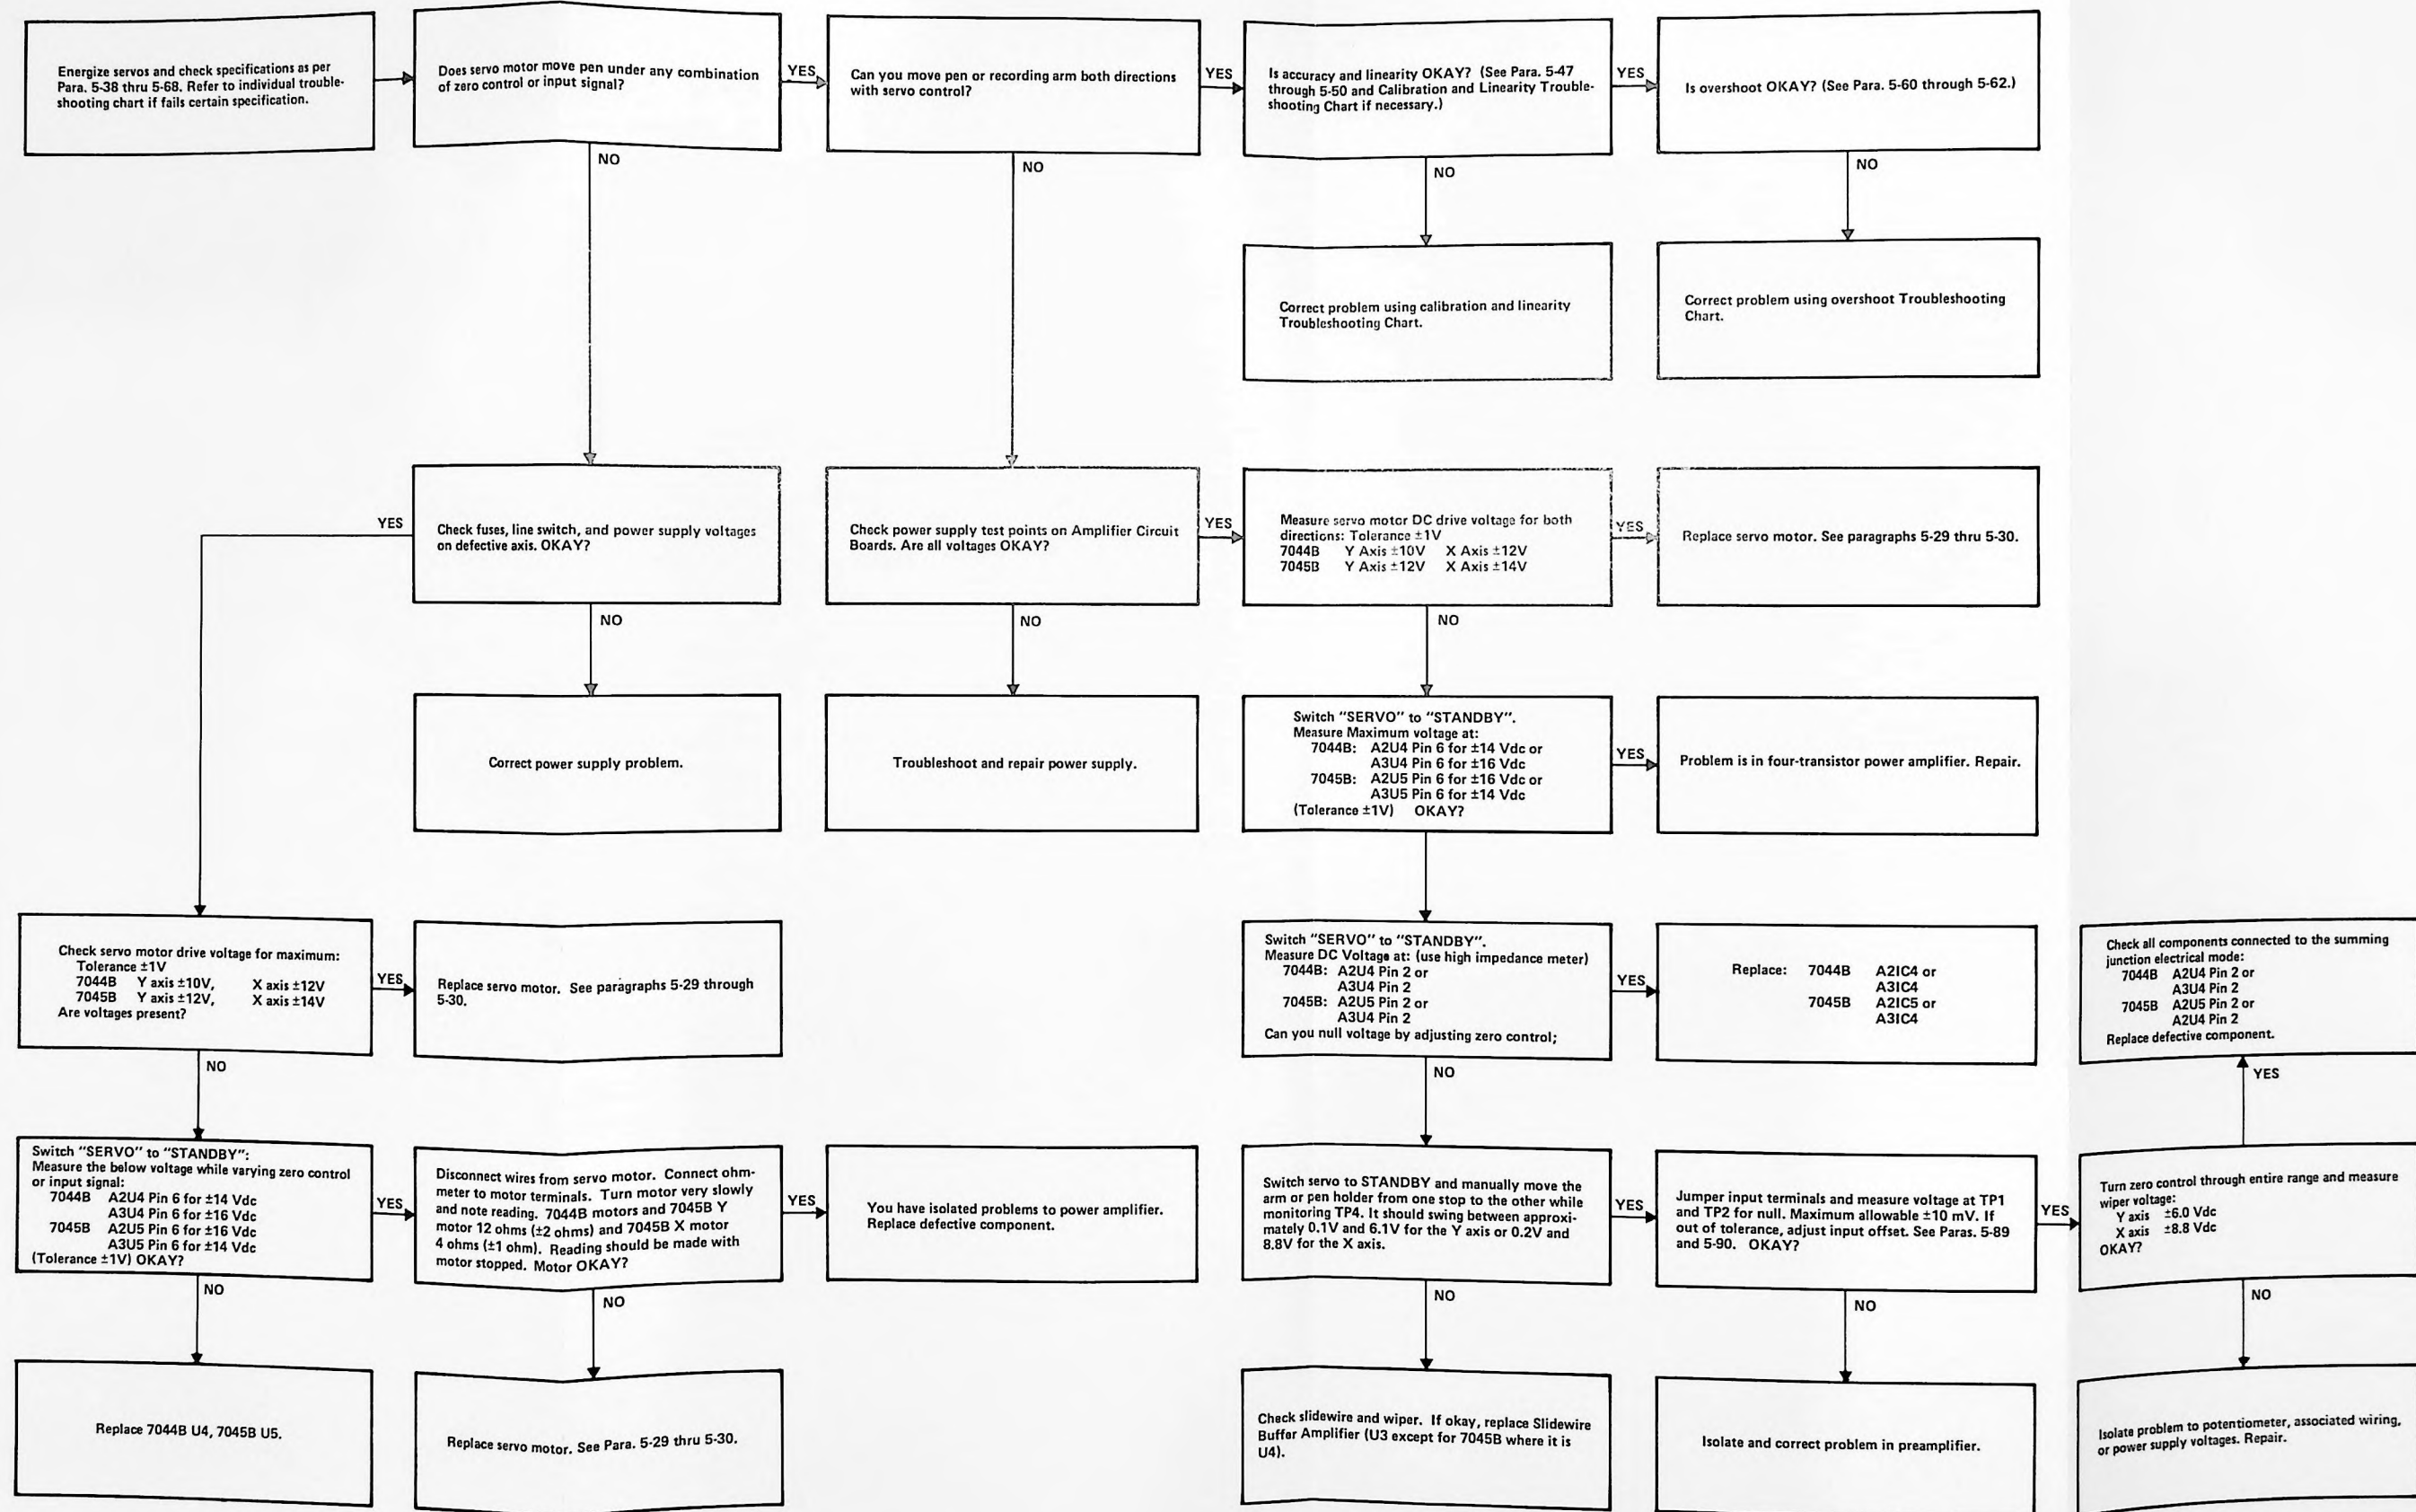 Energize servos and check specifications as per
Para. 5-38 thru 5-68. Refer to individual trouble-
shooting chart if fails certain specification.
Does servo motor move pen under any combination
of zero control or input signal?
YES
NO
Can you move pen or recording arm both directions
with servo control?
YES
NO
Is accuracy and linearity OKAY? (See Para. 5-47
through 5-50 and Calibration and Linearity Trouble-
shooting Chart if necessary.)
YES
NO
Is overshoot OKAY? (See Para. 5-60 through 5-62.)
NO
Correct problem using calibration and linearity
Troubleshooting Chart.
Correct problem using overshoot Troubleshooting
Chart.
YES
Check fuses, line switch, and power supply voltages
on defective axis. OKAY?
NO
Check power supply test points on Amplifier Circuit
Boards. Are all voltages OKAY?
YES
NO
Measure servo motor DC drive voltage for both
directions: Tolerance ±1V
7044B Y Axis ±10V X Axis ±12V
7045B Y Axis ±12V X Axis ±14V
YES
NO
Replace servo motor. See paragraphs 5-29 thru 5-30.
Correct power supply problem.
Troubleshoot and repair power supply.
Switch "SERVO" to "STANDBY".
Measure Maximum voltage at:
7044B: A2U4 Pin 6 for ±14 Vdc or
A3U4 Pin 6 for ±16 Vdc
7045B: A2U5 Pin 6 for ±16 Vdc or
A3U5 Pin 6 for ±14 Vdc
(Tolerance ±1V) OKAY?
YES
Problem is in four-transistor power amplifier. Repair.
Check servo motor drive voltage for maximum:
Tolerance ±1V
7044B Y axis ±10V, X axis ±12V
7045B Y axis ±12V, X axis ±14V
Are voltages present?
YES
NO
Replace servo motor. See paragraphs 5-29 through
5-30.
Switch "SERVO" to "STANDBY".
Measure DC Voltage at: (use high impedance meter)
7044B: A2U4 Pin 2 or
A3U4 Pin 2
7045B: A2U5 Pin 2 or
A3U4 Pin 2
Can you null voltage by adjusting zero control;
YES
NO
Replace: 7044B A2IC4 or
A3IC4
7045B A2IC5 or
A3IC4
Check all components connected to the summing
junction electrical mode:
7044B A2U4 Pin 2 or
A3U4 Pin 2
7045B A2U5 Pin 2 or
A2U4 Pin 2
Replace defective component.
YES
Switch "SERVO" to "STANDBY":
Measure the below voltage while varying zero control
or input signal:
7044B A2U4 Pin 6 for ±14 Vdc
A3U4 Pin 6 for ±16 Vdc
7045B A2U5 Pin 6 for ±16 Vdc
A3U5 Pin 6 for ±14 Vdc
(Tolerance ±1V) OKAY?
YES
NO
Disconnect wires from servo motor. Connect ohm-
meter to motor terminals. Turn motor very slowly
and note reading. 7044B motors and 7045B Y
motor 12 ohms (±2 ohms) and 7045B X motor
4 ohms (±1 ohm). Reading should be made with
motor stopped. Motor OKAY?
YES
NO
You have isolated problems to power amplifier.
Replace defective component.
Switch servo to STANDBY and manually move the
arm or pen holder from one stop to the other while
monitoring TP4. It should swing between approxi-
mately 0.1V and 6.1V for the Y axis or 0.2V and
8.8V for the X axis.
YES
NO
Jumper input terminals and measure voltage at TP1
and TP2 for null. Maximum allowable ±10 mV. If
out of tolerance, adjust input offset. See Paras. 5-89
and 5-90. OKAY?
YES
NO
Turn zero control through entire range and measure
wiper voltage:
Y axis ±6.0 Vdc
X axis ±8.8 Vdc
OKAY?
NO
Replace 7044B U4, 7045B U5.
Replace servo motor. See Para. 5-29 thru 5-30.
Check slidewire and wiper. If okay, replace Slidewire
Buffer Amplifier (U3 except for 7045B where it is
U4).
Isolate and correct problem in preamplifier.
Isolate problem to potentiometer, associated wiring,
or power supply voltages. Repair.